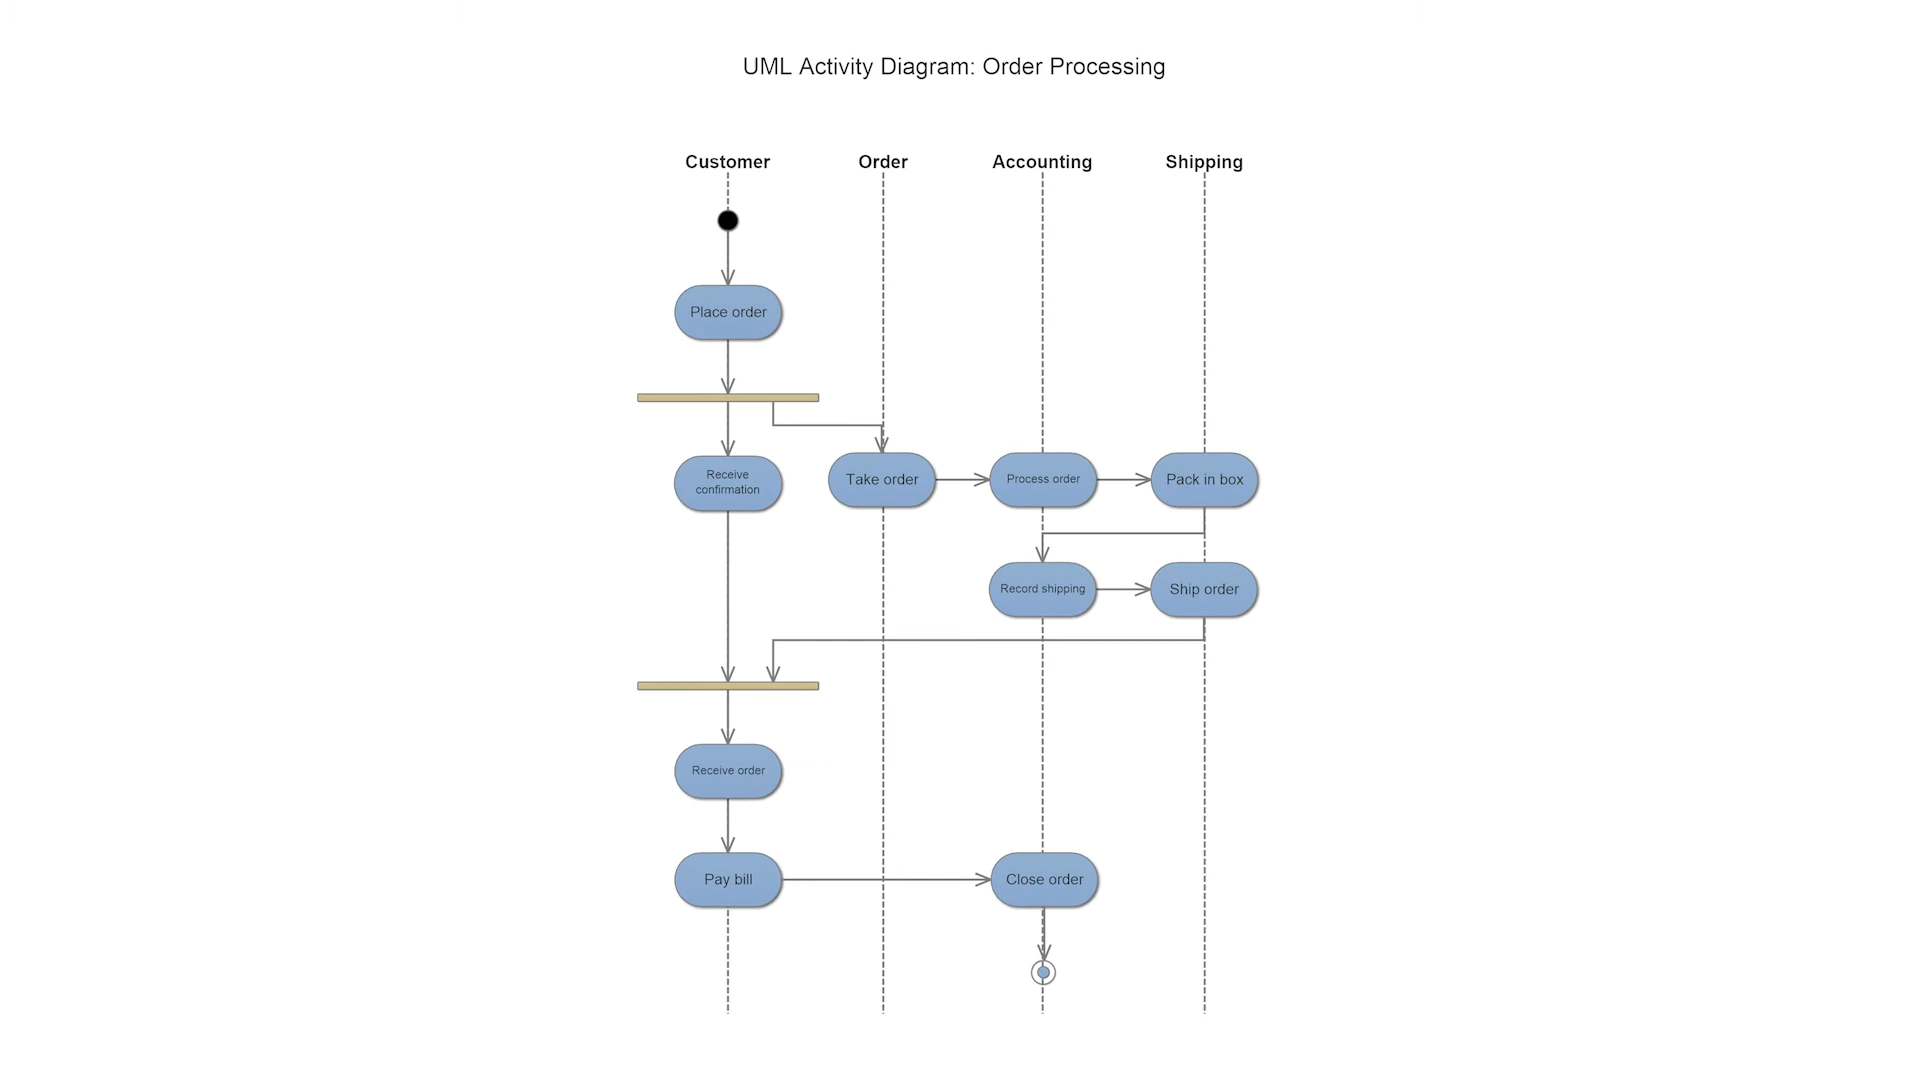 UML Activity Diagram: Order Processing
Customer
Order
Accounting
Shipping
Place order
Receive
confirmation
Take order
Process order
Pack in box
Record shipping
Ship order
Receive order
Pay bill
Close order